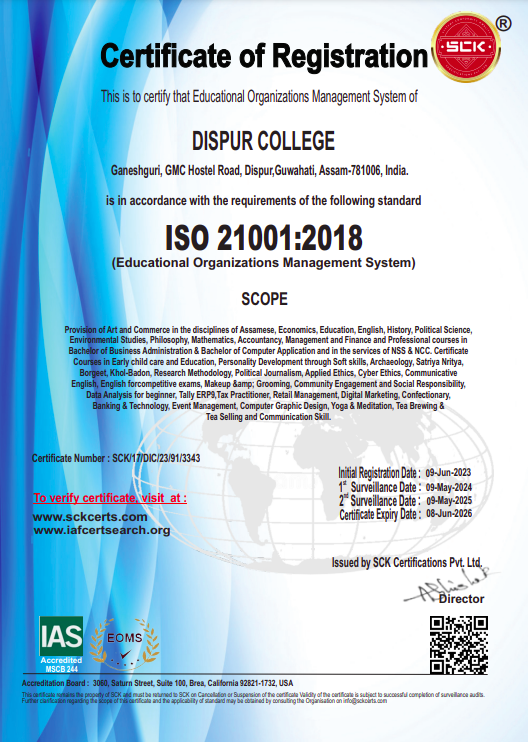 SCK
®
Certificate of Registration
This is to certify that Educational Organizations Management System of
DISPUR COLLEGE
Ganeshguri, GMC Hostel Road, Dispur,Guwahati, Assam-781006, India.
is in accordance with the requirements of the following standard
ISO 21001:2018
(Educational Organizations Management System)
SCOPE
Provision of Art and Commerce in the disciplines of Assamese, Economics, Education, English, History, Political Science,
Environmental Studies, Philosophy, Mathematics, Accountancy, Management and Finance and Professional courses in
Bachelor of Business Administration & Bachelor of Computer Application and in the services of NSS & NCC. Certificate
Courses in Early child care and Education, Personality Development through Soft skills, Archaeology, Satriya Nritya,
Borgeet, Khol-Badon, Research Methodology, Political Journalism, Applied Ethics, Cyber Ethics, Communicative
English, English forcompetitive exams, Makeup &amp; Grooming, Community Engagement and Social Responsibility,
Data Analysis for beginner, Tally ERP9,Tax Practitioner, Retail Management, Digital Marketing, Confectionary,
Banking & Technology, Event Management, Computer Graphic Design, Yoga & Meditation, Tea Brewing &
Tea Selling and Communication Skill.
Certificate Number : SCK/17/DIC/23/91/3343
Initial Registration Date : 09-Jun-2023
1st Surveillance Date : 09-May-2024
2nd Surveillance Date : 09-May-2025
Certificate Expiry Date : 08-Jun-2026
To verify certificate, visit at :
www.sckcerts.com
www.iafcertsearch.org
Issued by SCK Certifications Pvt. Ltd.
Director
IAS
Accredited
MSCB 244
EOMS
Accreditation Board : 3060, Saturn Street, Suite 100, Brea, California 92821-1732, USA
This certificate remains the property of SCK and must be returned to SCK on Cancellation or Suspension of the certificate Validity of the certificate is subject to successful completion of surveillance audits.
Further clarification regarding the scope of this certificate and the applicability of standard may be obtained by consulting the Organisation on info@sckcerts.com